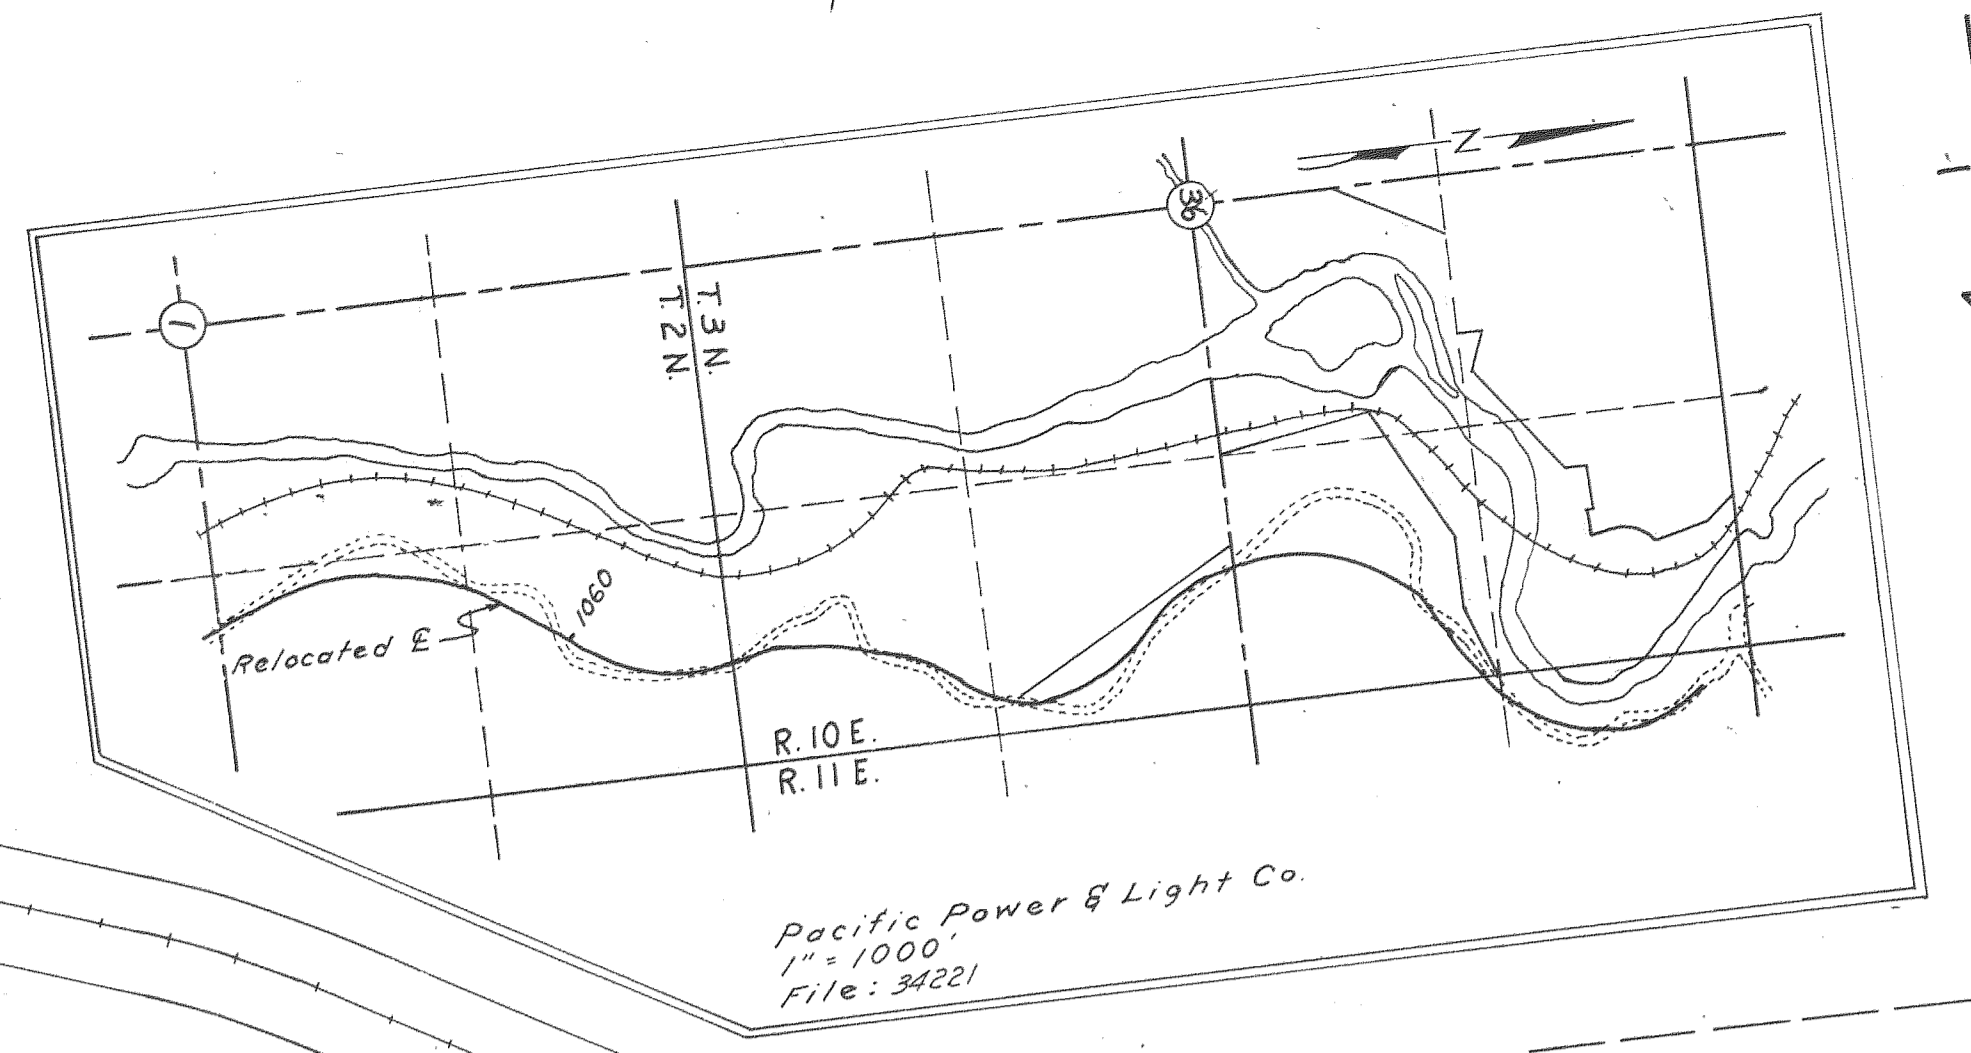 N
36
1
T. 3 N.
T. 2 N.
1060
Relocated ℄
R. 10 E.
R. 11 E.
Pacific Power & Light Co.
1" = 1000'
File: 34221